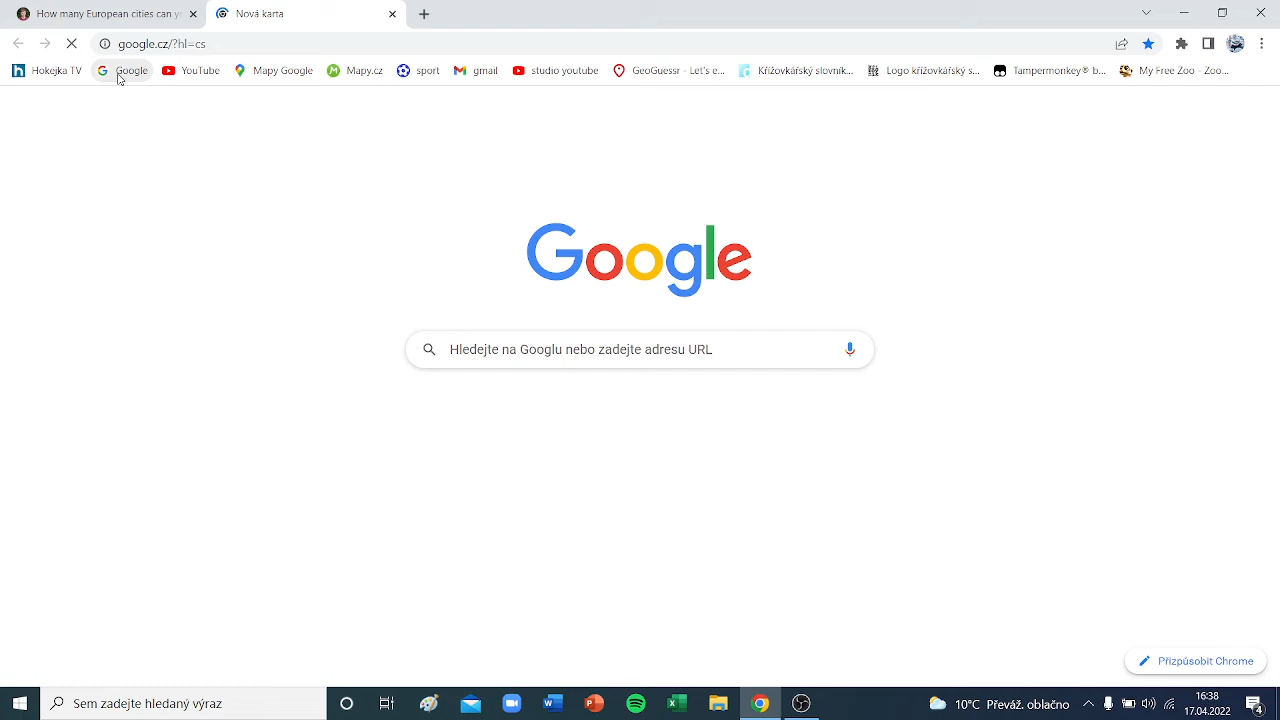 How many European cities can y
Nová karta
google.cz/?hl=cs
Hokejka TV
Google
YouTube
Mapy Google
Mapy.cz
sport
gmail
audio youtube
GeoGuessr - Let's e...
Křížovkářský slovník...
Logo křížovkářský s...
Tampermonkey® b...
My Free Zoo - Zoo...
Google
Hledejte na Googlu nebo zadejte adresu URL
Přizpůsobit Chrome
Sem zadejte hledaný výraz
10°C Převáž. oblačno
16:38
17.04.2022
4